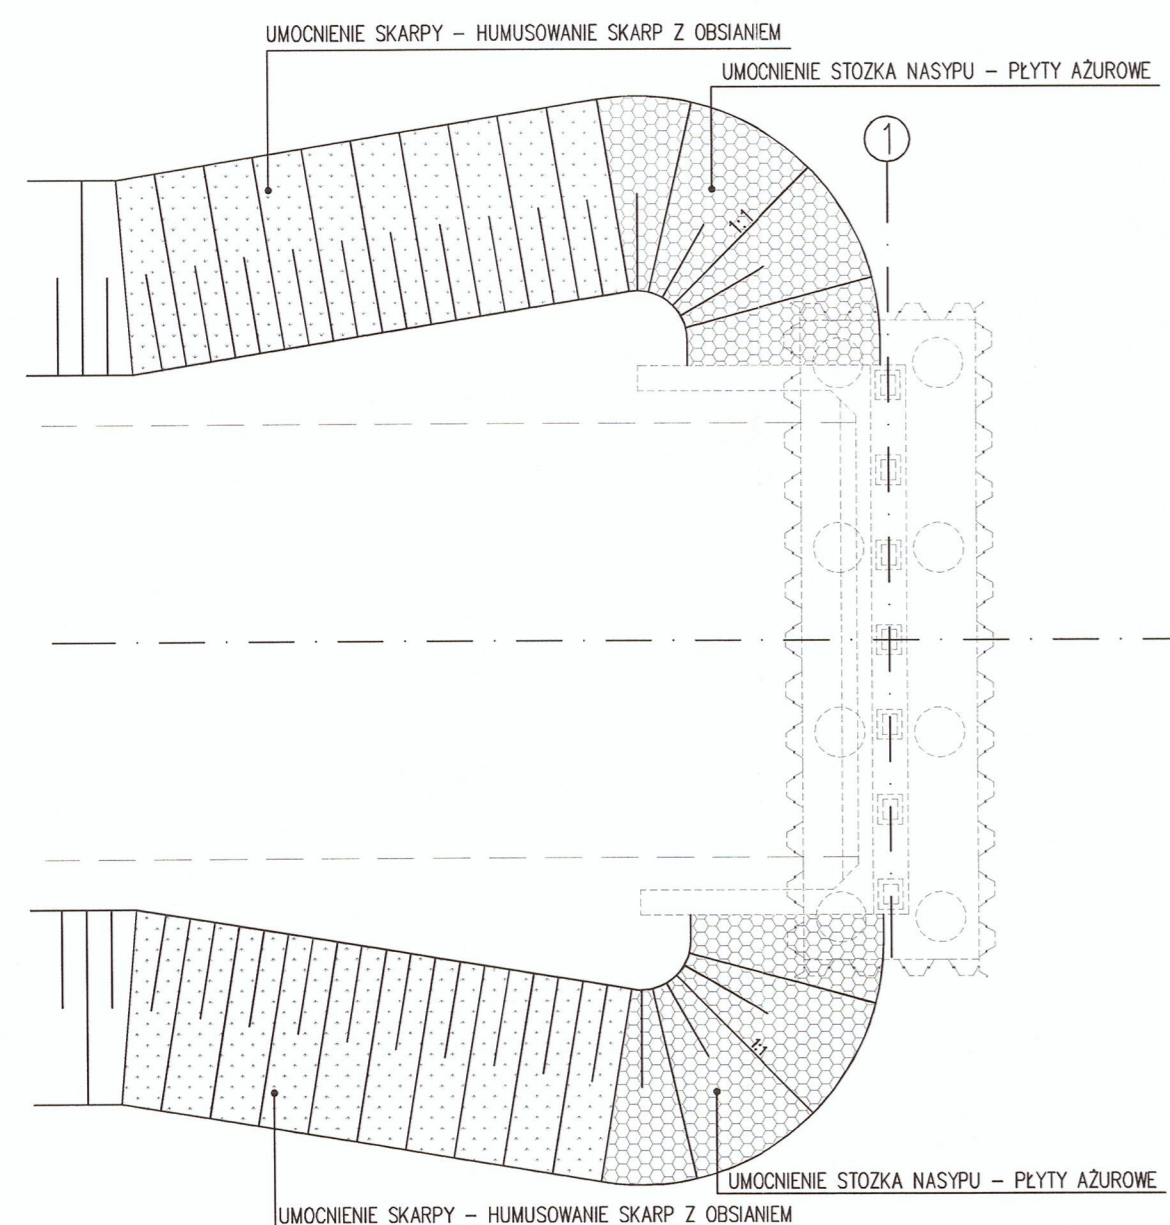 UMOCNIENIE SKARPY – HUMUSOWANIE SKARP Z OBSIANIEM
UMOCNIENIE STOZKA NASYPU – PŁYTY AŻUROWE
1
1:1
1:1
UMOCNIENIE STOZKA NASYPU – PŁYTY AŻUROWE
UMOCNIENIE SKARPY – HUMUSOWANIE SKARP Z OBSIANIEM